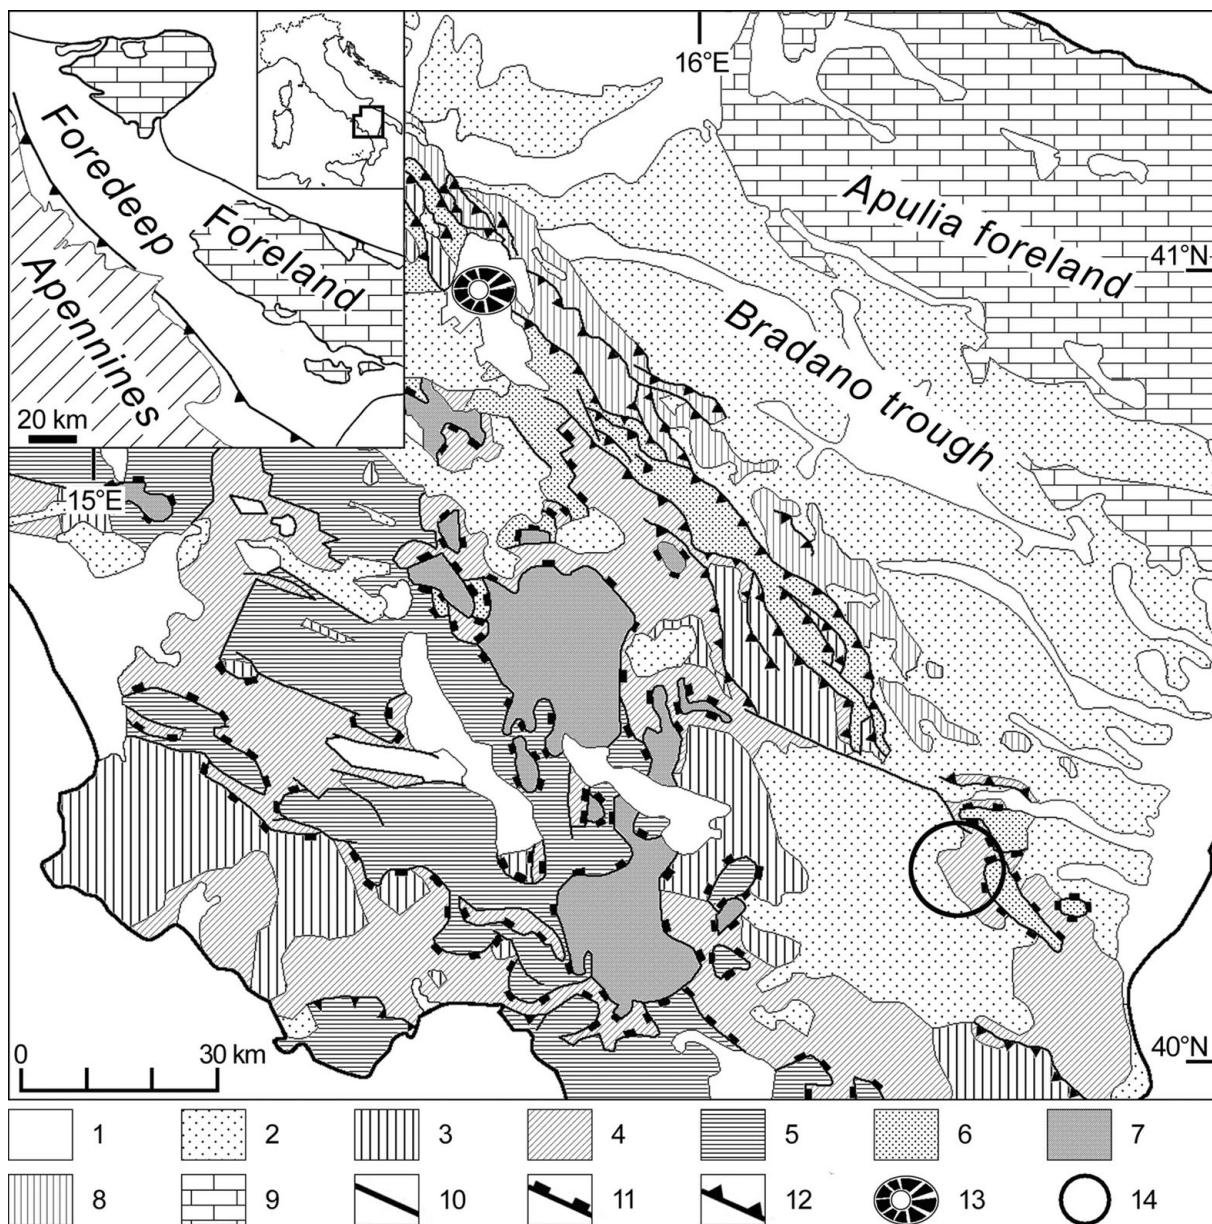 16°E
Foredeep
Foreland
Apennines
20 km
Apulia foreland
41°N
Bradano trough
15°E
0 30 km
40°N
1 2 3 4 5 6 7
8 9 10 11 12 13 14